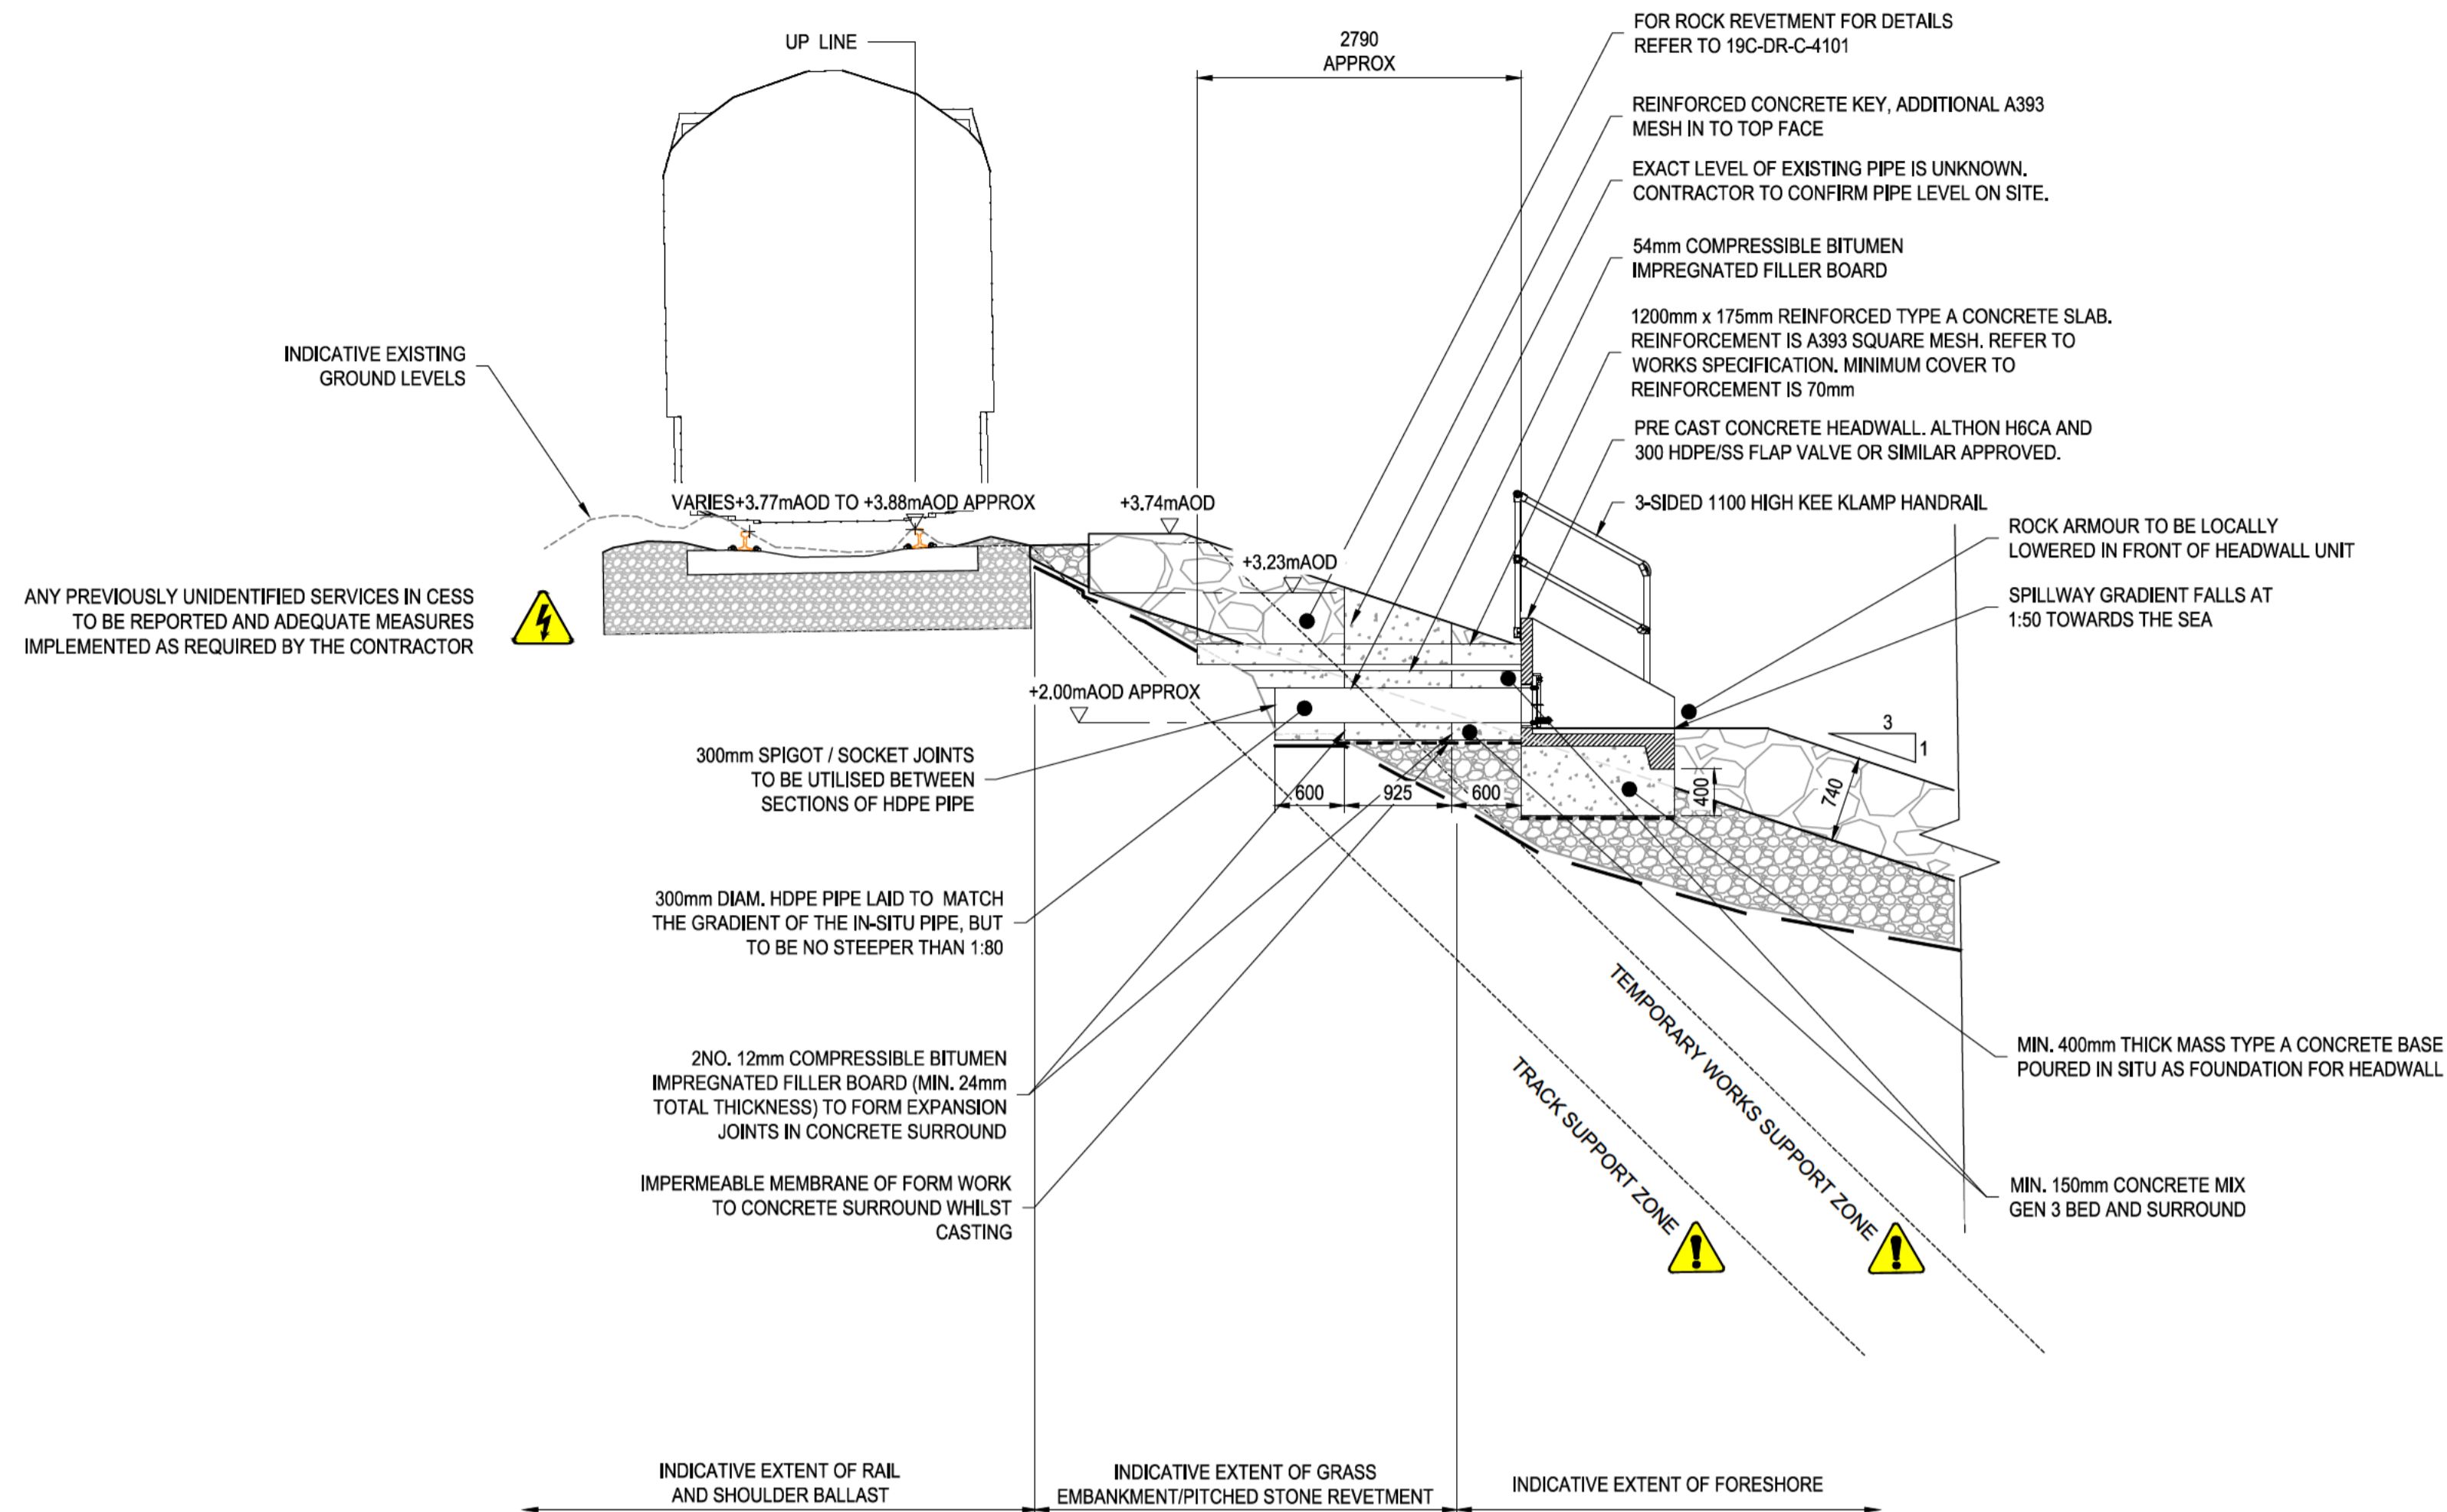 UP LINE
2790
APPROX
FOR ROCK REVETMENT FOR DETAILS
REFER TO 19C-DR-C-4101
REINFORCED CONCRETE KEY, ADDITIONAL A393
MESH IN TO TOP FACE
EXACT LEVEL OF EXISTING PIPE IS UNKNOWN.
CONTRACTOR TO CONFIRM PIPE LEVEL ON SITE.
54mm COMPRESSIBLE BITUMEN
IMPREGNATED FILLER BOARD
1200mm x 175mm REINFORCED TYPE A CONCRETE SLAB.
REINFORCEMENT IS A393 SQUARE MESH. REFER TO
WORKS SPECIFICATION. MINIMUM COVER TO
REINFORCEMENT IS 70mm
PRE CAST CONCRETE HEADWALL. ALTHON H6CA AND
300 HDPE/SS FLAP VALVE OR SIMILAR APPROVED.
3-SIDED 1100 HIGH KEE KLAMP HANDRAIL
ROCK ARMOUR TO BE LOCALLY
LOWERED IN FRONT OF HEADWALL UNIT
SPILLWAY GRADIENT FALLS AT
1:50 TOWARDS THE SEA
INDICATIVE EXISTING
GROUND LEVELS
VARIES+3.77mAOD TO +3.88mAOD APPROX
+3.74mAOD
+3.23mAOD
ANY PREVIOUSLY UNIDENTIFIED SERVICES IN CESS
TO BE REPORTED AND ADEQUATE MEASURES
IMPLEMENTED AS REQUIRED BY THE CONTRACTOR
+2.00mAOD APPROX
3
1
300mm SPIGOT / SOCKET JOINTS
TO BE UTILISED BETWEEN
SECTIONS OF HDPE PIPE
600
925
600
400
740
300mm DIAM. HDPE PIPE LAID TO MATCH
THE GRADIENT OF THE IN-SITU PIPE, BUT
TO BE NO STEEPER THAN 1:80
2NO. 12mm COMPRESSIBLE BITUMEN
IMPREGNATED FILLER BOARD (MIN. 24mm
TOTAL THICKNESS) TO FORM EXPANSION
JOINTS IN CONCRETE SURROUND
IMPERMEABLE MEMBRANE OF FORM WORK
TO CONCRETE SURROUND WHILST
CASTING
TRACK SUPPORT ZONE
!
TEMPORARY WORKS SUPPORT ZONE
!
MIN. 400mm THICK MASS TYPE A CONCRETE BASE
POURED IN SITU AS FOUNDATION FOR HEADWALL
MIN. 150mm CONCRETE MIX
GEN 3 BED AND SURROUND
INDICATIVE EXTENT OF RAIL
AND SHOULDER BALLAST
INDICATIVE EXTENT OF GRASS
EMBANKMENT/PITCHED STONE REVETMENT
INDICATIVE EXTENT OF FORESHORE